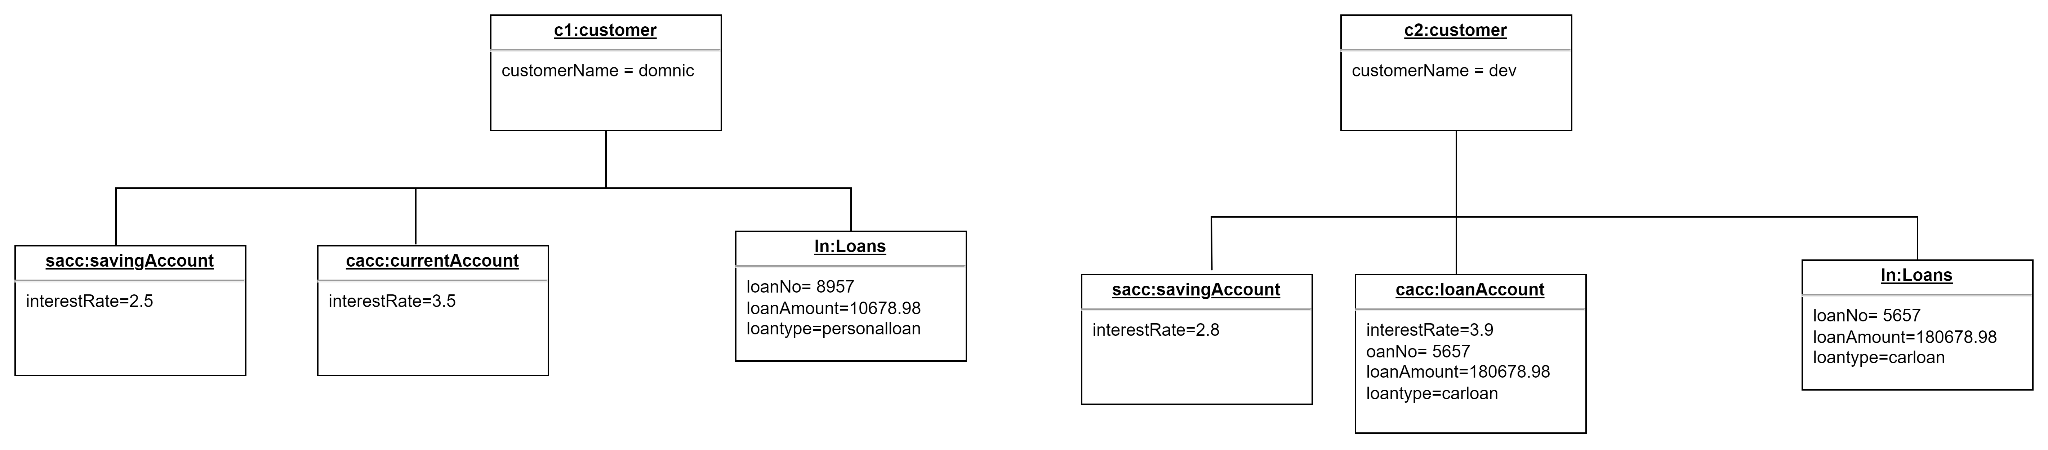 c1:customer
customerName = domnic
sacc:savingAccount
interestRate=2.5
cacc:currentAccount
interestRate=3.5
ln:Loans
loanNo= 8957
loanAmount=10678.98
loantype=personalloan
c2:customer
customerName = dev
sacc:savingAccount
interestRate=2.8
cacc:loanAccount
interestRate=3.9
oanNo= 5657
loanAmount=180678.98
loantype=carloan
ln:Loans
loanNo= 5657
loanAmount=180678.98
loantype=carloan